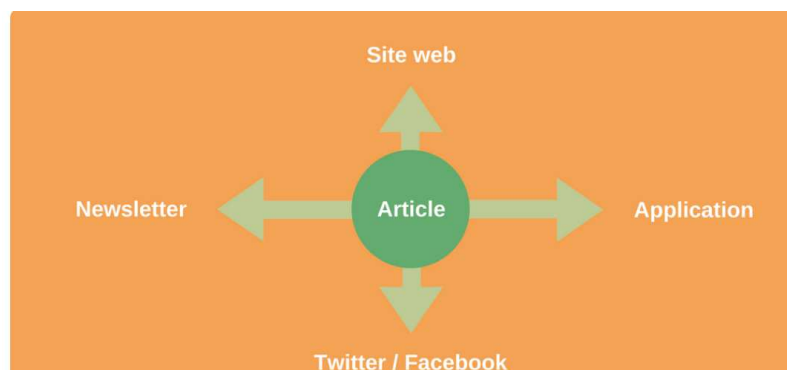 Site web
Newsletter
Article
Application
Twitter / Facebook